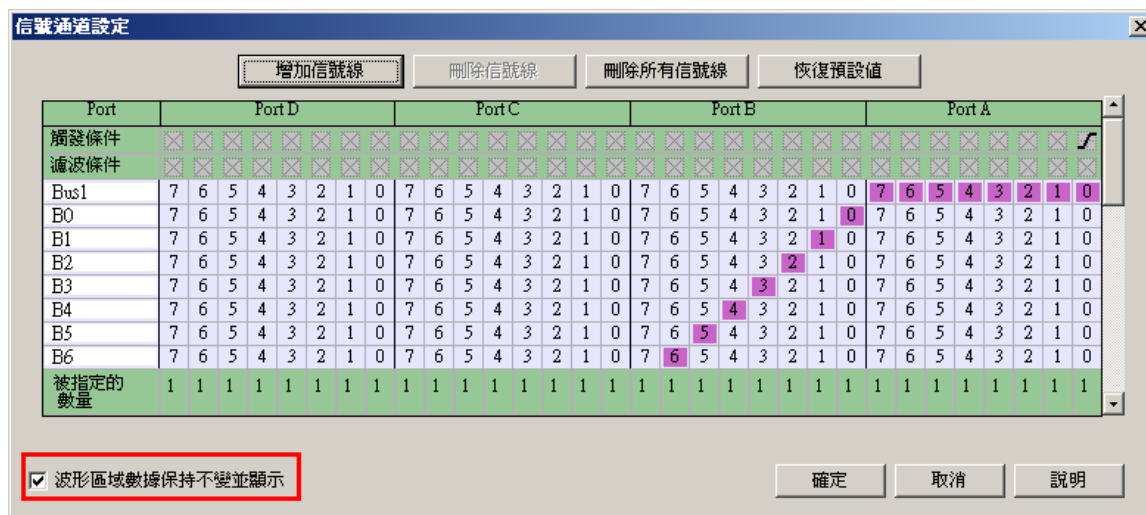 信號通道設定
增加信號線 刪除信號線 刪除所有信號線 恢復預設值
Port Port D Port C Port B Port A
觸發條件
濾波條件
Bus1 7 6 5 4 3 2 1 0 7 6 5 4 3 2 1 0 7 6 5 4 3 2 1 0 7 6 5 4 3 2 1 0
B0 7 6 5 4 3 2 1 0 7 6 5 4 3 2 1 0 7 6 5 4 3 2 1 0 7 6 5 4 3 2 1 0
B1 7 6 5 4 3 2 1 0 7 6 5 4 3 2 1 0 7 6 5 4 3 2 1 0 7 6 5 4 3 2 1 0
B2 7 6 5 4 3 2 1 0 7 6 5 4 3 2 1 0 7 6 5 4 3 2 1 0 7 6 5 4 3 2 1 0
B3 7 6 5 4 3 2 1 0 7 6 5 4 3 2 1 0 7 6 5 4 3 2 1 0 7 6 5 4 3 2 1 0
B4 7 6 5 4 3 2 1 0 7 6 5 4 3 2 1 0 7 6 5 4 3 2 1 0 7 6 5 4 3 2 1 0
B5 7 6 5 4 3 2 1 0 7 6 5 4 3 2 1 0 7 6 5 4 3 2 1 0 7 6 5 4 3 2 1 0
B6 7 6 5 4 3 2 1 0 7 6 5 4 3 2 1 0 7 6 5 4 3 2 1 0 7 6 5 4 3 2 1 0
被指定的
數量 1 1 1 1 1 1 1 1 1 1 1 1 1 1 1 1 1 1 1 1 1 1 1 1 1 1 1 1 1 1 1 1
波形區域數據保持不變並顯示 確定 取消 說明